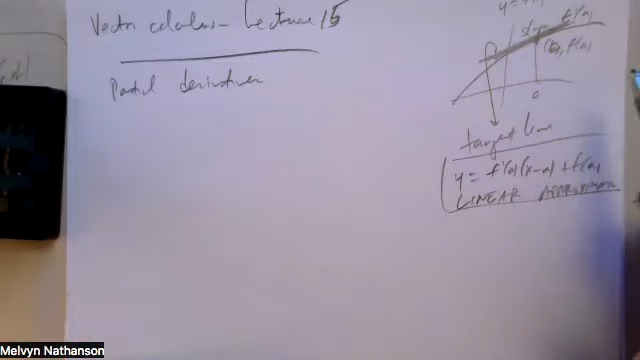 Vector calculus - Lecture 15
Partial derivatives
slope f'(a)
(a, f(a))
a
tangent line
y = f'(a)(x-a) + f(a)
LINEAR APPROXIMATION
Melvyn Nathanson